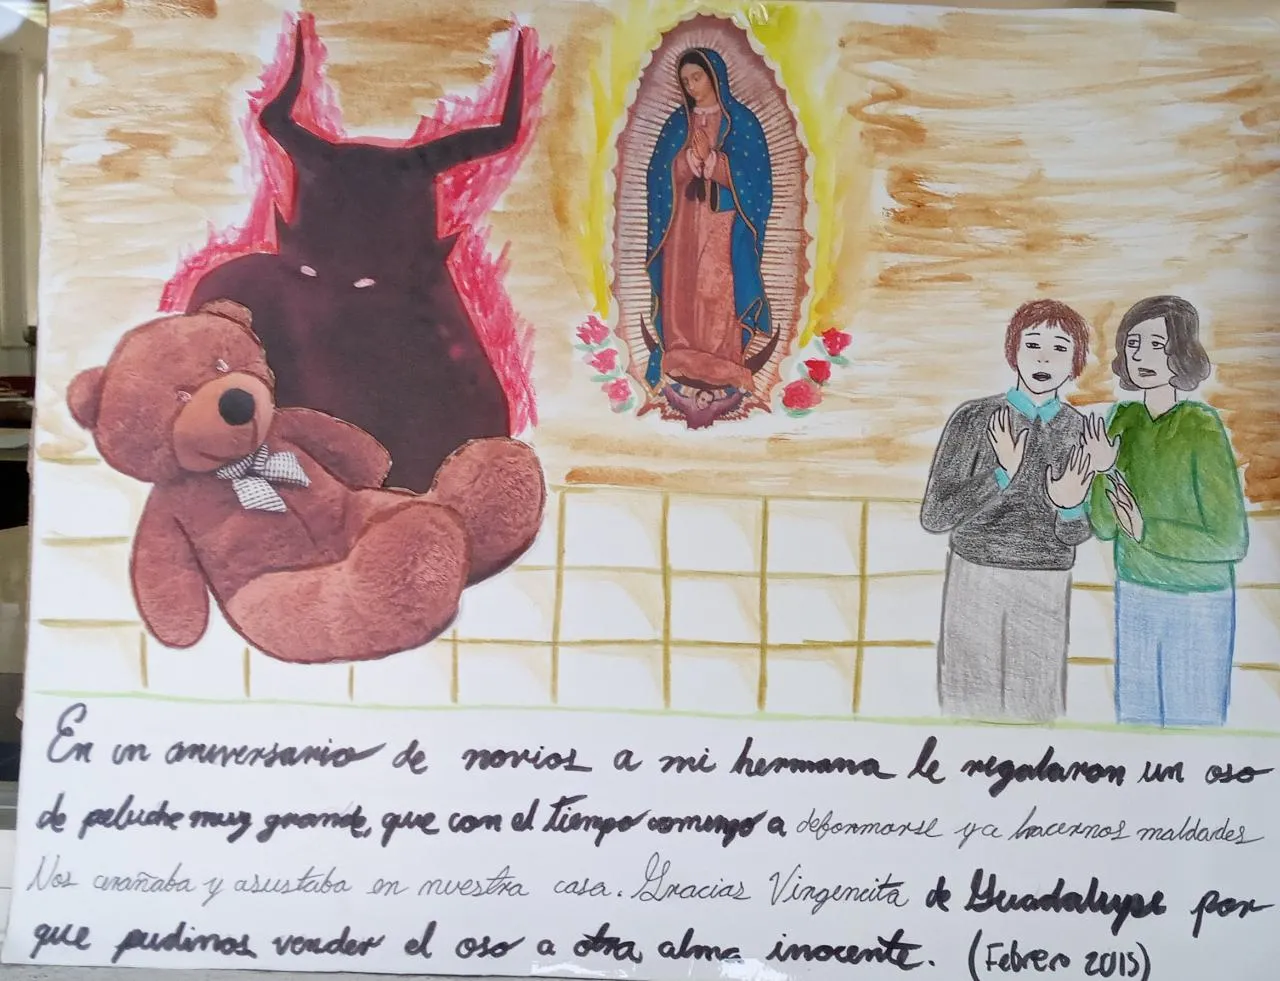 En un aniversario de novios a mi hermana le regalaron un oso
de peluche muy grande, que con el tiempo comenzo a deformarse y a hacernos maldades
Nos arañaba y asustaba en nuestra casa. Gracias Vingencita de Guadalupe por
que pudimos vender el oso a otra alma inocente. (Febrero 2015)